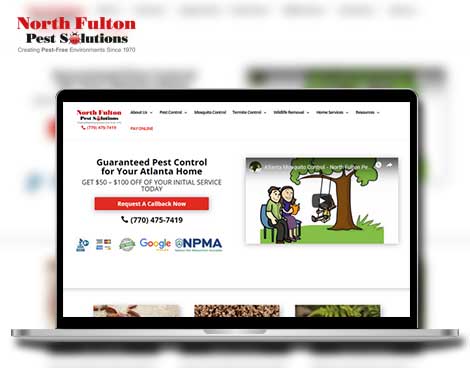 North Fulton
Pest Solutions
Creating Pest-Free Environments Since 1970
North Fulton
Pest Solutions
(770) 475-7419
About Us
Pest Control
Mosquito Control
Termite Control
Wildlife Removal
Home Services
Resources
PAY ONLINE
Guaranteed Pest Control
for Your Atlanta Home
GET $50 – $100 OFF OF YOUR INITIAL SERVICE
TODAY
Request A Callback Now
(770) 475-7419
Atlanta Mosquito Control - North Fulton Pe...
BBB
Google
NPMA